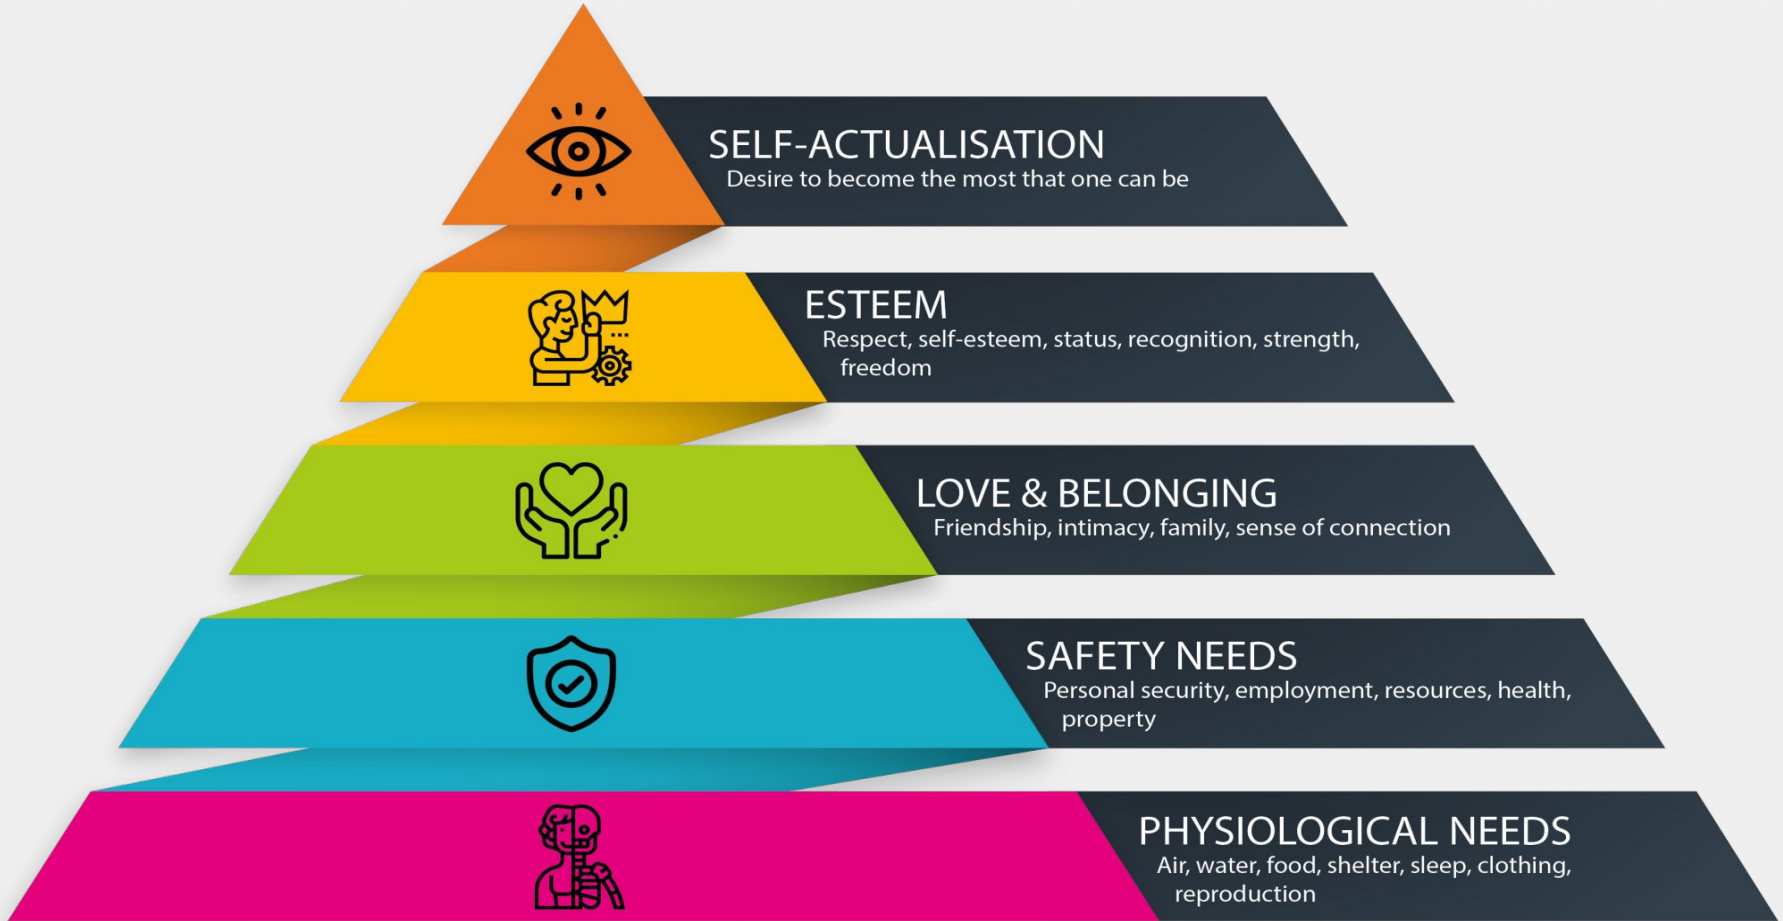 SELF-ACTUALISATION
Desire to become the most that one can be
ESTEEM
Respect, self-esteem, status, recognition, strength,
freedom
LOVE & BELONGING
Friendship, intimacy, family, sense of connection
SAFETY NEEDS
Personal security, employment, resources, health,
property
PHYSIOLOGICAL NEEDS
Air, water, food, shelter, sleep, clothing,
reproduction